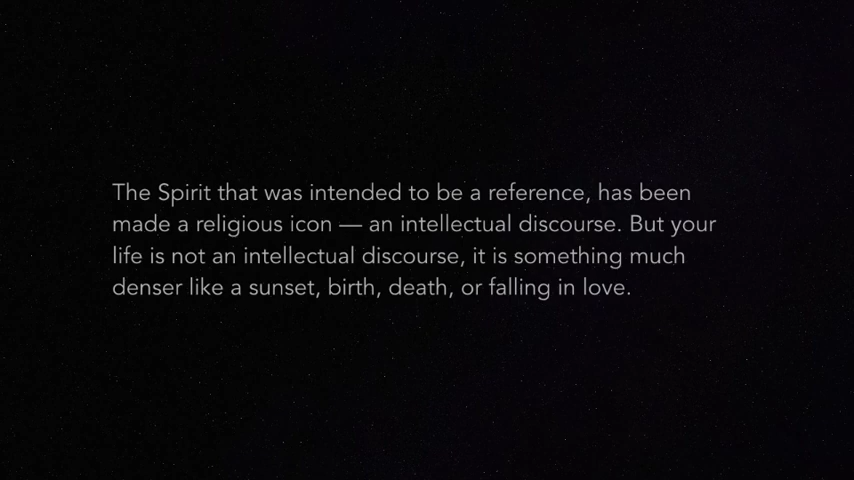 The Spirit that was intended to be a reference, has been
made a religious icon — an intellectual discourse. But your
life is not an intellectual discourse, it is something much
denser like a sunset, birth, death, or falling in love.